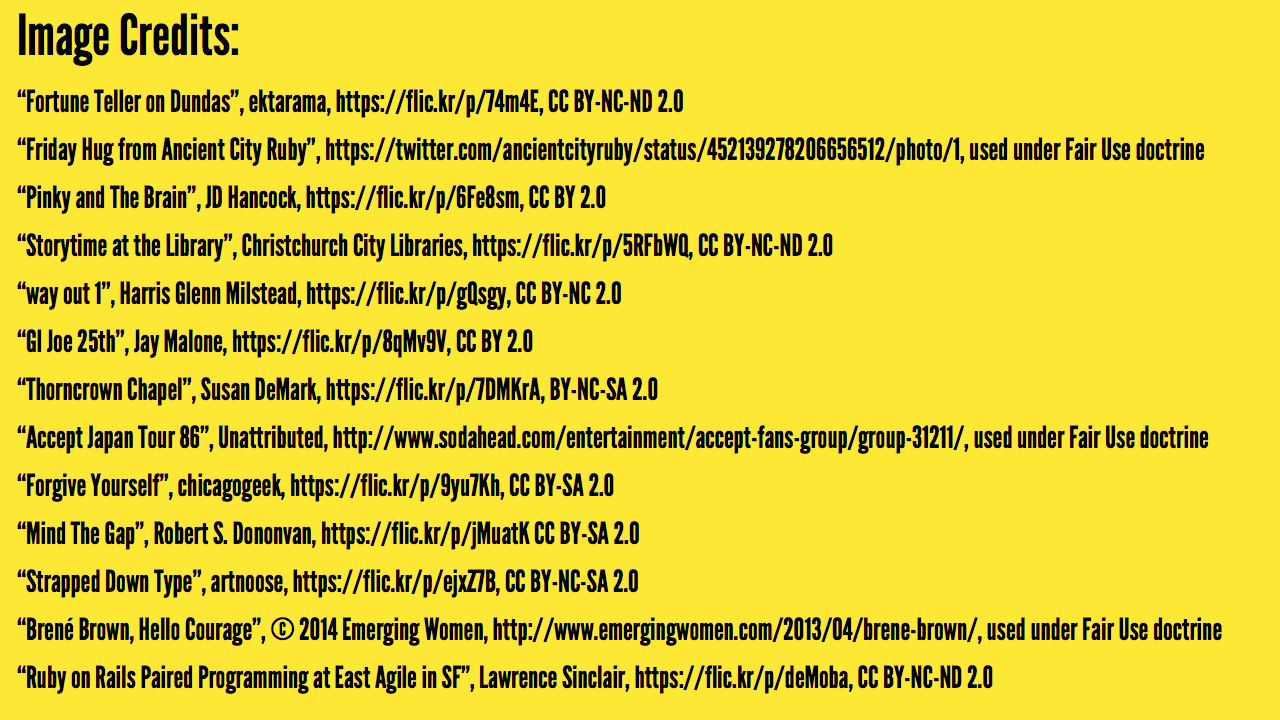 Image Credits:
“Fortune Teller on Dundas”, ektarama, https://flic.kr/p/74m4E, CC BY-NC-ND 2.0
“Friday Hug from Ancient City Ruby”, https://twitter.com/ancientcityruby/status/452139278206656512/photo/1, used under Fair Use doctrine
“Pinky and The Brain”, JD Hancock, https://flic.kr/p/6Fe8sm, CC BY 2.0
“Storytime at the Library”, Christchurch City Libraries, https://flic.kr/p/5RFbWQ, CC BY-NC-ND 2.0
“way out 1”, Harris Glenn Milstead, https://flic.kr/p/gQsgy, CC BY-NC 2.0
“GI Joe 25th”, Jay Malone, https://flic.kr/p/8qMv9V, CC BY 2.0
“Thorncrown Chapel”, Susan DeMark, https://flic.kr/p/7DMKrA, BY-NC-SA 2.0
“Accept Japan Tour 86”, Unattributed, http://www.sodahead.com/entertainment/accept-fans-group/group-31211/, used under Fair Use doctrine
“Forgive Yourself”, chicagogeek, https://flic.kr/p/9yu7Kh, CC BY-SA 2.0
“Mind The Gap”, Robert S. Dononvan, https://flic.kr/p/jMuatK CC BY-SA 2.0
“Strapped Down Type”, artnoose, https://flic.kr/p/ejxZ7B, CC BY-NC-SA 2.0
“Brené Brown, Hello Courage”, © 2014 Emerging Women, http://www.emergingwomen.com/2013/04/brene-brown/, used under Fair Use doctrine
“Ruby on Rails Paired Programming at East Agile in SF”, Lawrence Sinclair, https://flic.kr/p/deMoba, CC BY-NC-ND 2.0